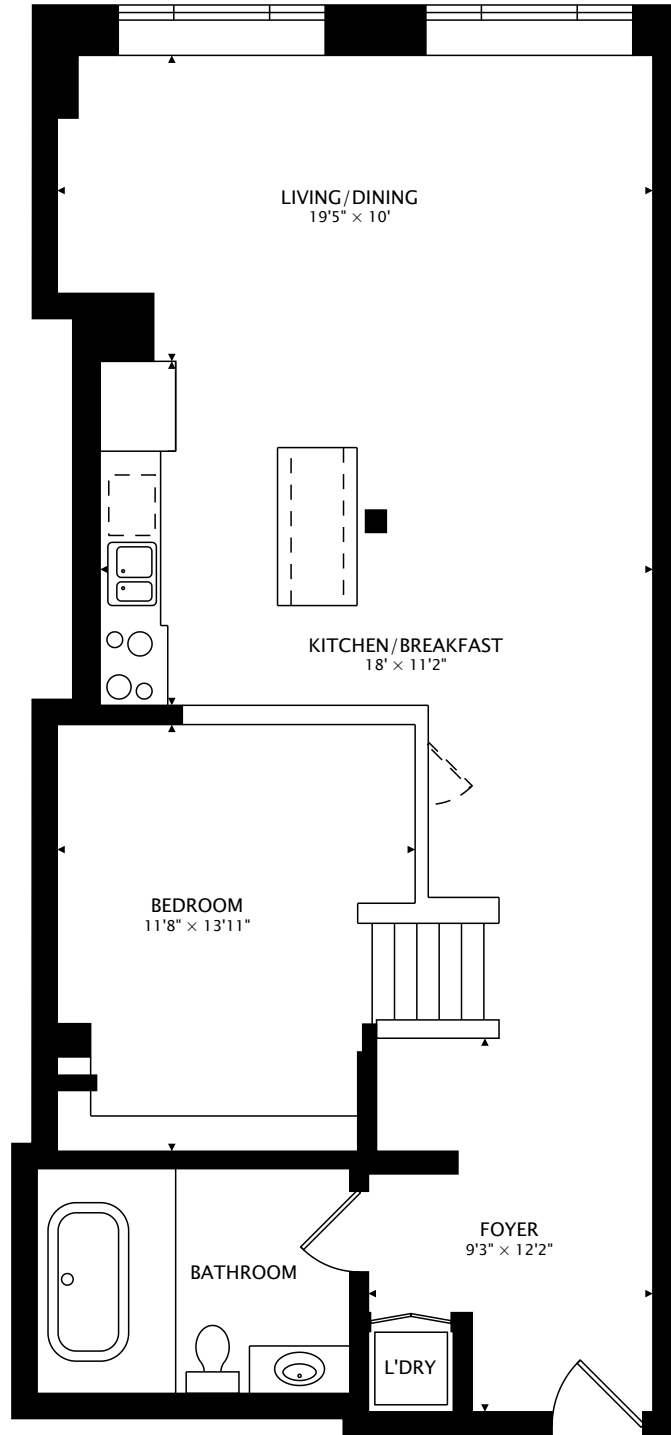 LIVING/DINING
19'5" × 10'
KITCHEN/BREAKFAST
18' × 11'2"
BEDROOM
11'8" × 13'11"
FOYER
9'3" × 12'2"
BATHROOM
L'DRY